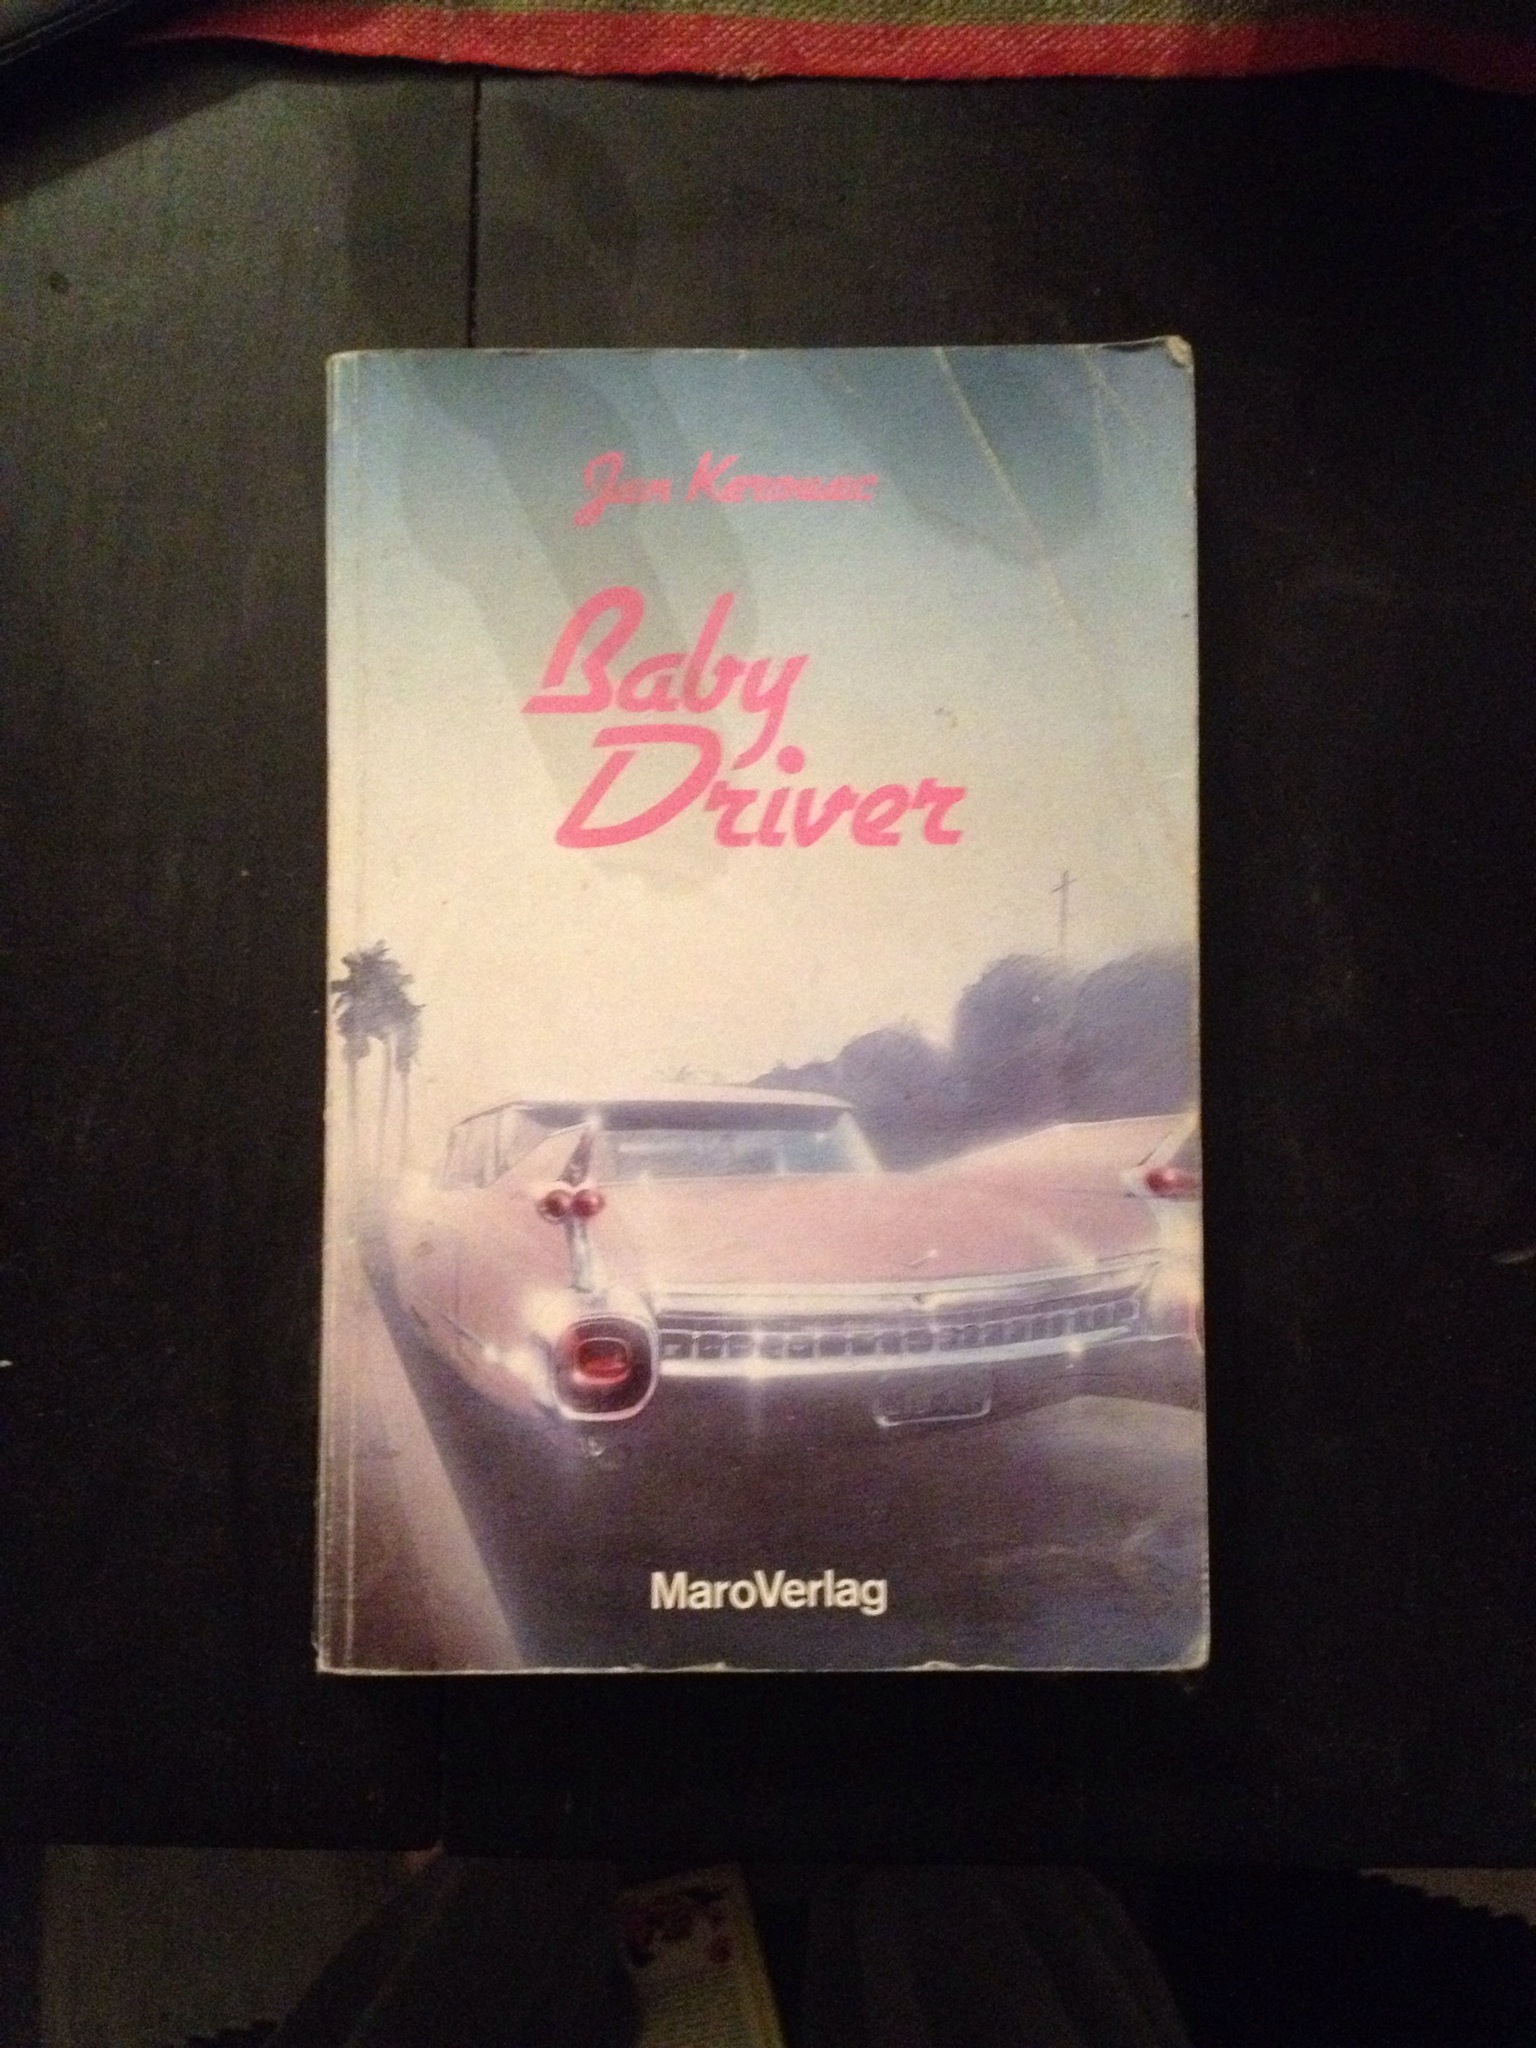 Jan Kerouac
Baby
Driver
MaroVerlag